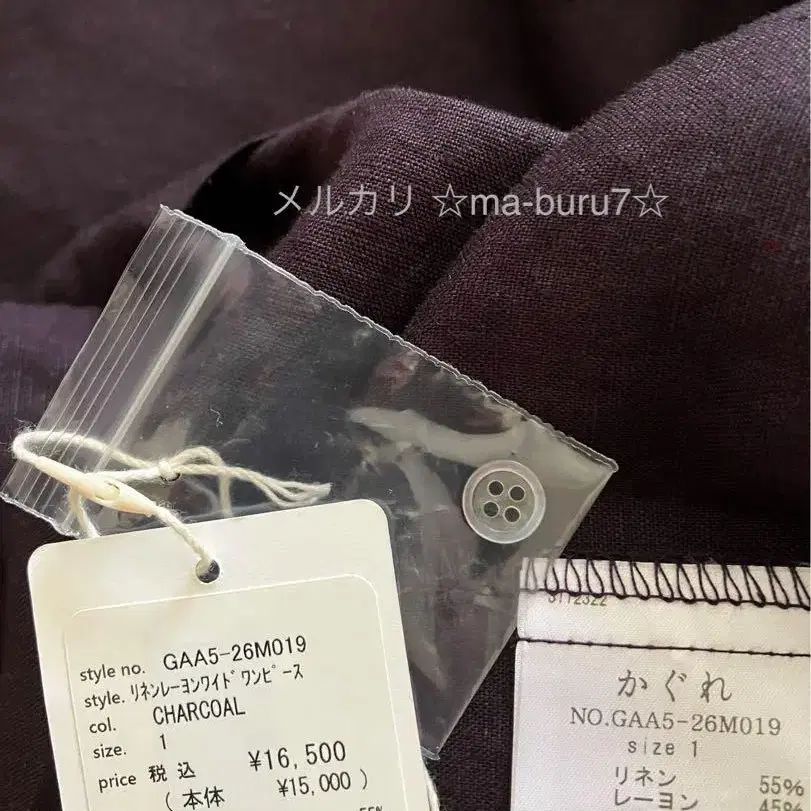 メルカリ ☆ma-buru7☆
style no. GAA5-26M019
style. リネンレーヨンワイドワンピース
col. CHARCOAL
size. 1
price 税込 ¥16,500
( 本体 ¥15,000 )
55%
かぐれ
NO.GAA5-26M019
size 1
リネン 55%
レーヨン 45%